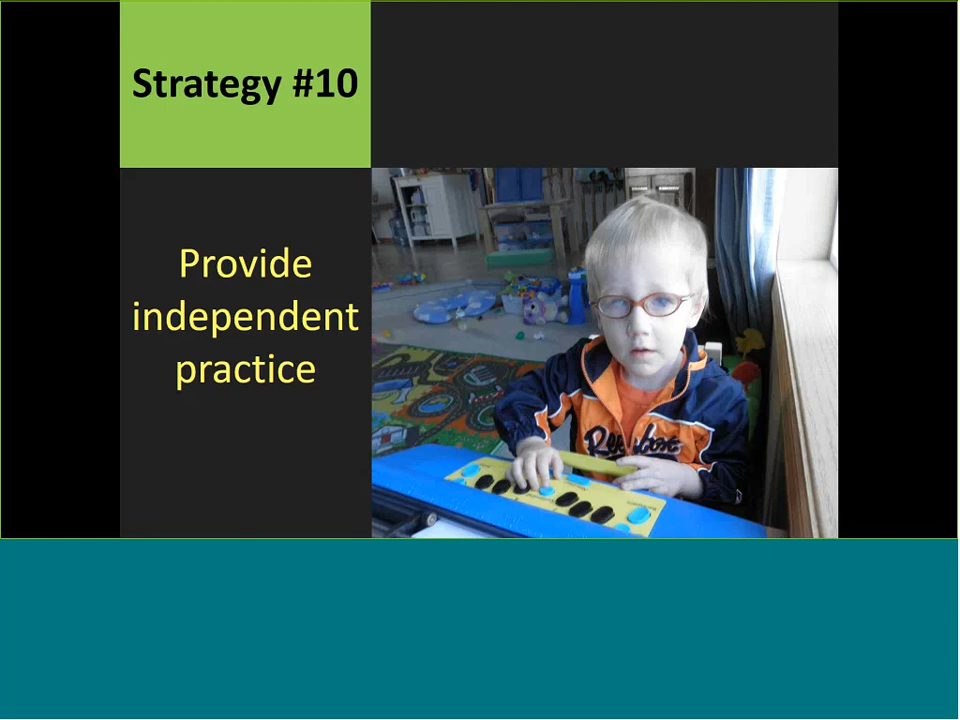 Strategy #10
Provide
independent
practice